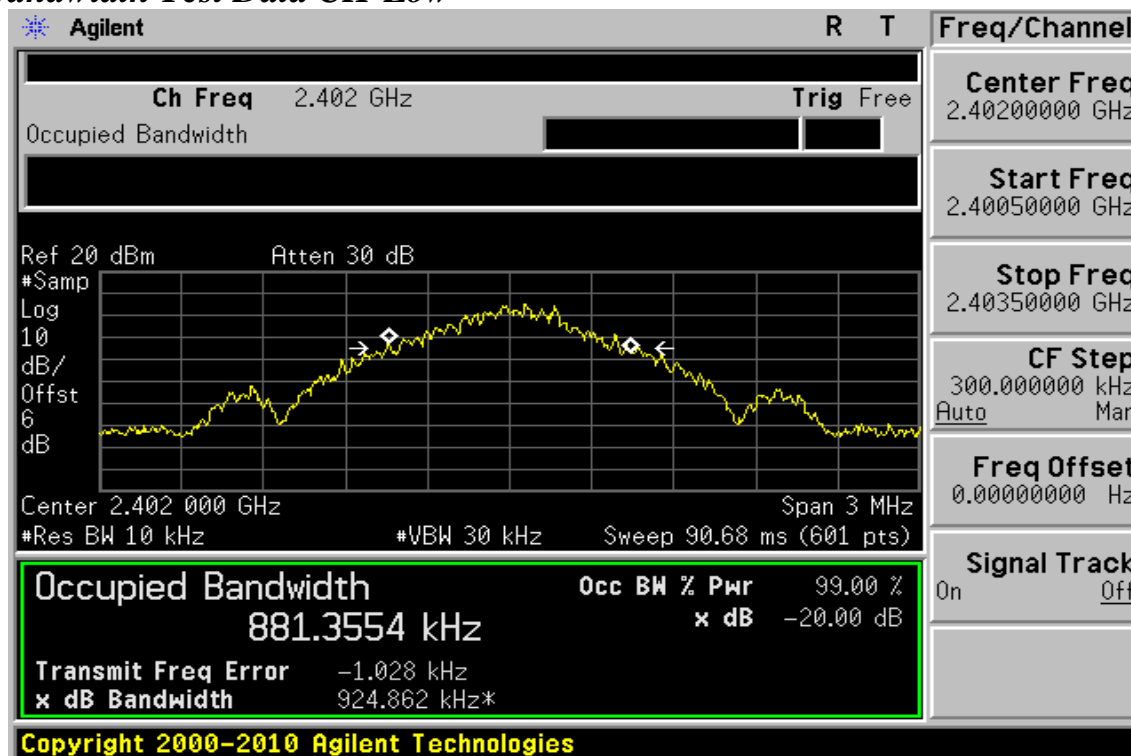 Bandwidth Test Data CH-Low
Agilent
R T
Freq/Channel
Ch Freq 2.402 GHz
Trig Free
Occupied Bandwidth
Center Freq
2.40200000 GHz
Start Freq
2.40050000 GHz
Stop Freq
2.40350000 GHz
CF Step
300.000000 kHz
Auto Man
Freq Offset
0.00000000 Hz
Signal Track
On Off
Ref 20 dBm
Atten 30 dB
#Samp
Log
10
dB/
Offst
6
dB
Center 2.402 000 GHz
Span 3 MHz
#Res BW 10 kHz
#VBW 30 kHz
Sweep 90.68 ms (601 pts)
Occupied Bandwidth
881.3554 kHz
Occ BW % Pwr 99.00 %
x dB -20.00 dB
Transmit Freq Error -1.028 kHz
x dB Bandwidth 924.862 kHz*
Copyright 2000-2010 Agilent Technologies